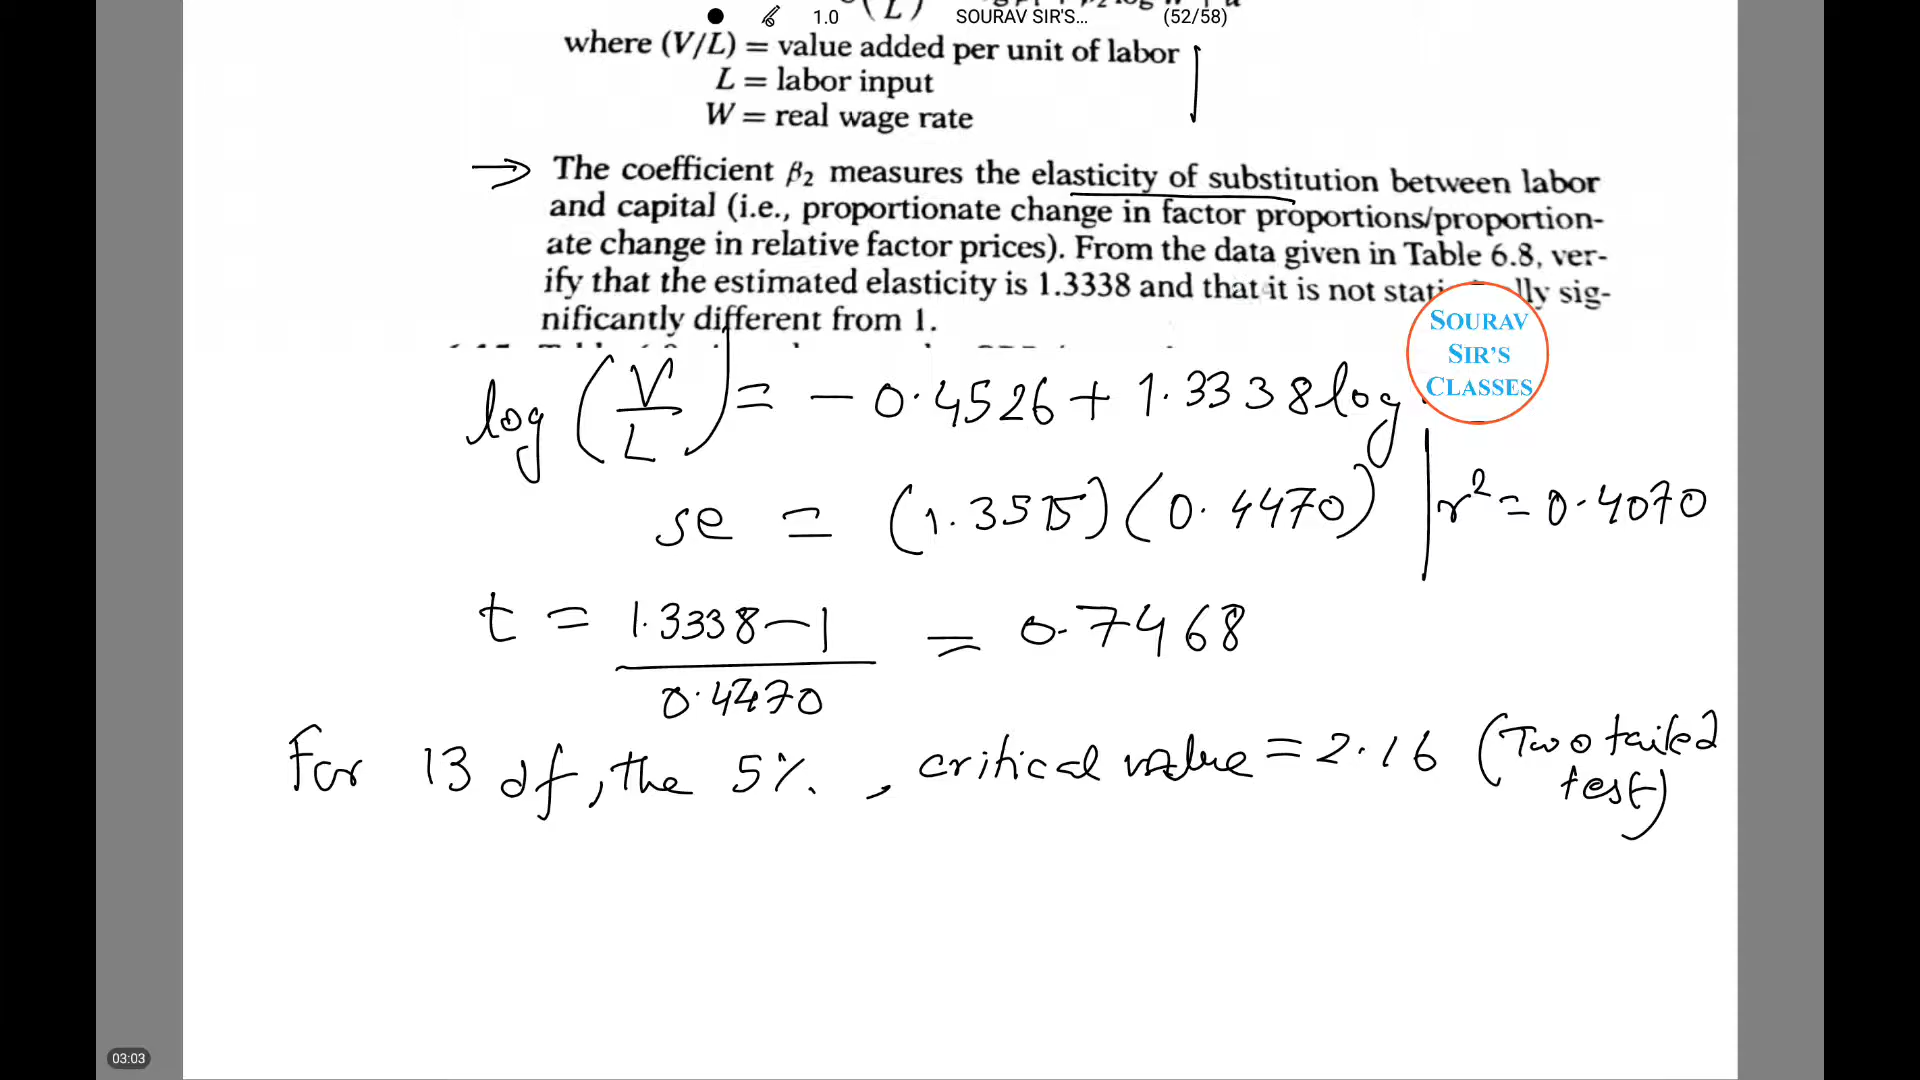 1.0 SOURAV SIR'S... (52/58)
where (V/L) = value added per unit of labor
L = labor input
W = real wage rate
→ The coefficient β₂ measures the elasticity of substitution between labor
and capital (i.e., proportionate change in factor proportions/proportion-
ate change in relative factor prices). From the data given in Table 6.8, ver-
ify that the estimated elasticity is 1.3338 and that it is not stati lly sig-
nificantly different from 1.
SOURAV
SIR'S
CLASSES
log (V/L) = - 0.4526 + 1.3338 log
se = (1.3515) (0.4470) | r² = 0.4070
t = (1.3338 - 1)/0.4470 = 0.7468
For 13 df, the 5%, critical value = 2.16 (Two tailed
test)
03:03